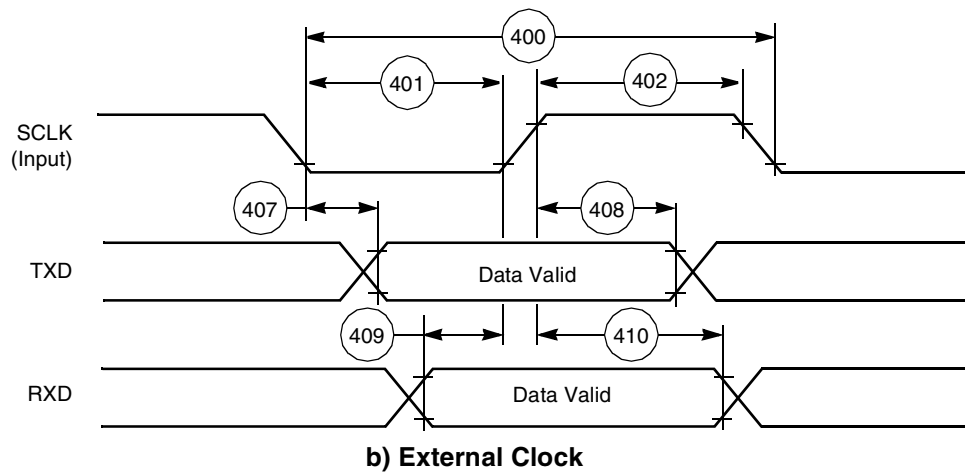 400
401
402
SCLK
(Input)
407
408
TXD
Data Valid
409
410
RXD
Data Valid
b) External Clock